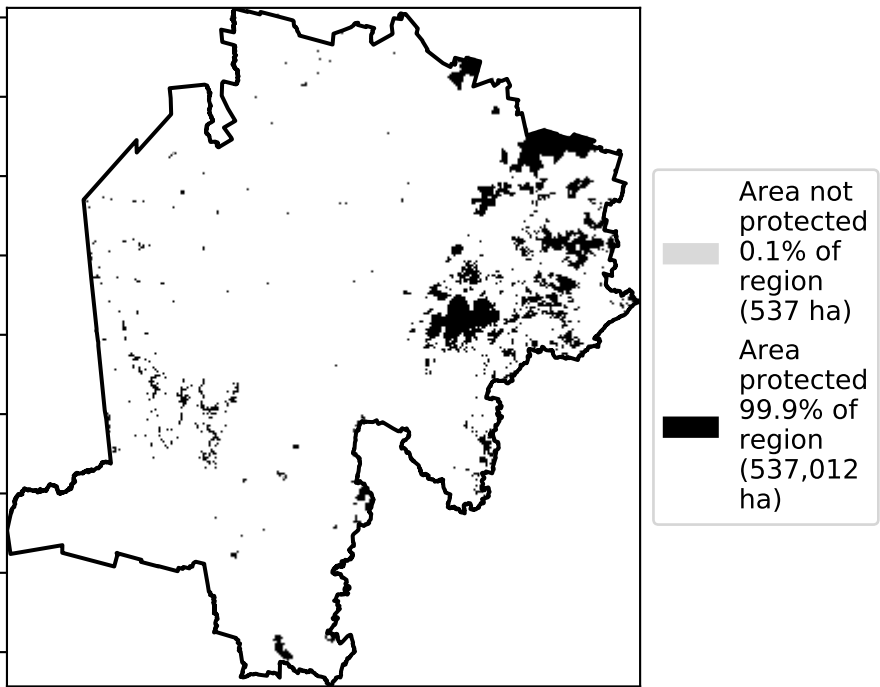 Area not
protected
0.1% of
region
(537 ha)
Area
protected
99.9% of
region
(537,012
ha)